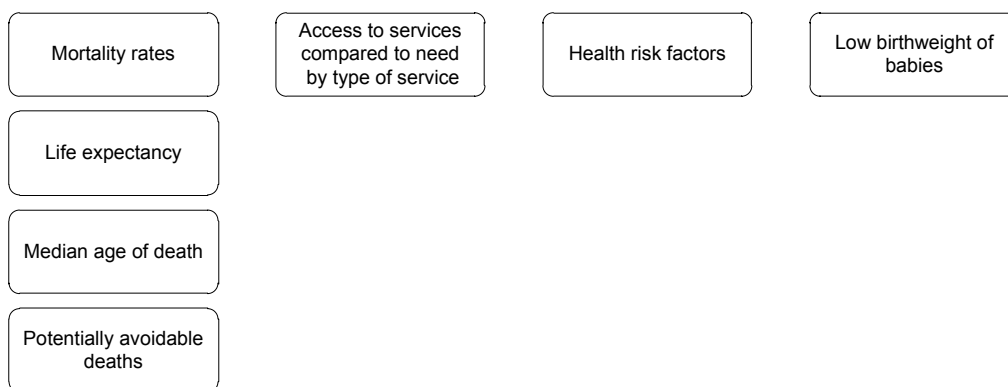 Mortality rates
Access to services
compared to need
by type of service
Health risk factors
Low birthweight of
babies
Life expectancy
Median age of death
Potentially avoidable
deaths